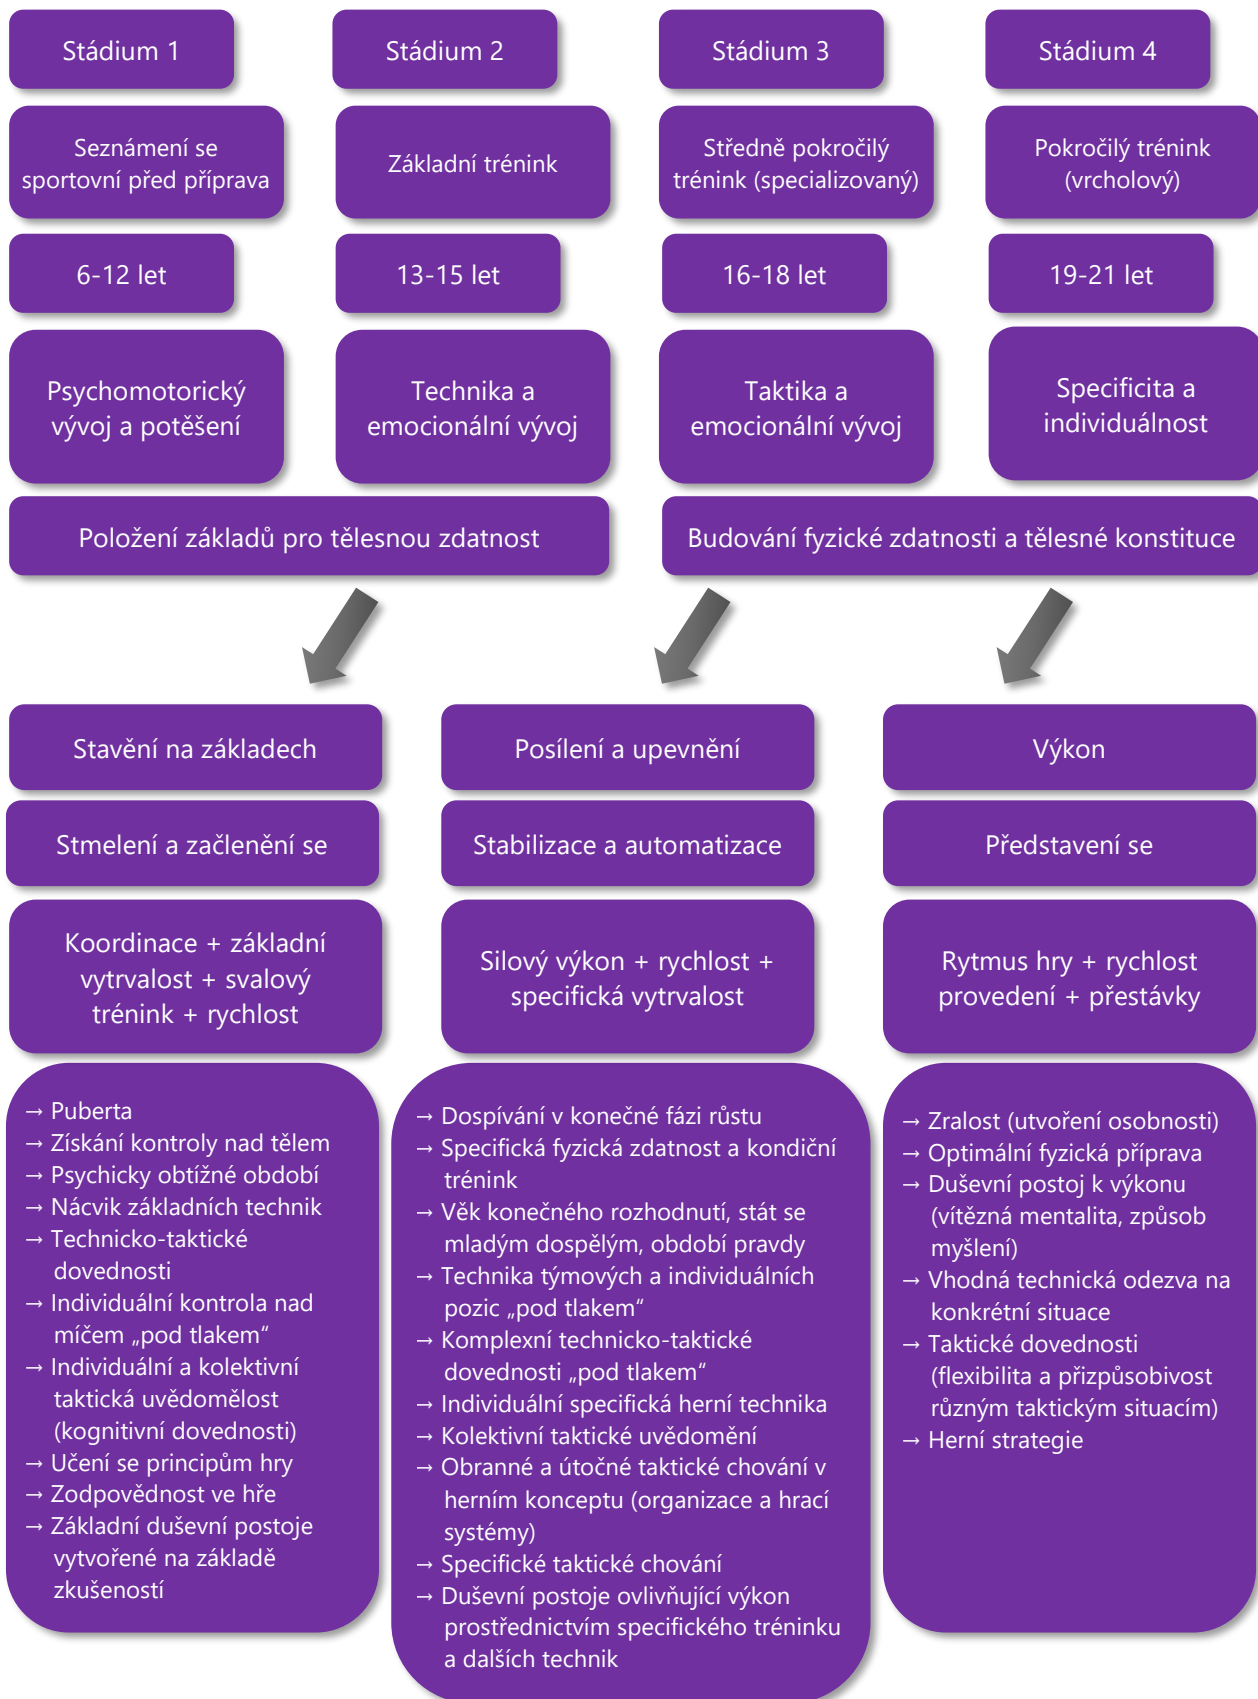 Stádium 1
Stádium 2
Stádium 3
Stádium 4
Seznámení se
sportovní před příprava
Základní trénink
Středně pokročilý
trénink (specializovaný)
Pokročilý trénink
(vrcholový)
6-12 let
13-15 let
16-18 let
19-21 let
Psychomotorický
vývoj a potěšení
Technika a
emocionální vývoj
Taktika a
emocionální vývoj
Specificita a
individuálnost
Položení základů pro tělesnou zdatnost
Budování fyzické zdatnosti a tělesné konstituce
Stavění na základech
Posílení a upevnění
Výkon
Stmelení a začlenění se
Stabilizace a automatizace
Představení se
Koordinace + základní
vytrvalost + svalový
trénink + rychlost
Silový výkon + rychlost +
specifická vytrvalost
Rytmus hry + rychlost
provedení + přestávky
→ Puberta
→ Získání kontroly nad tělem
→ Psychicky obtížné období
→ Nácvik základních technik
→ Technicko-taktické
dovednosti
→ Individuální kontrola nad
míčem „pod tlakem“
→ Individuální a kolektivní
taktická uvědomělost
(kognitivní dovednosti)
→ Učení se principům hry
→ Zodpovědnost ve hře
→ Základní duševní postoje
vytvořené na základě
zkušeností
→ Dospívání v konečné fázi růstu
→ Specifická fyzická zdatnost a kondiční
trénink
→ Věk konečného rozhodnutí, stát se
mladým dospělým, období pravdy
→ Technika týmových a individuálních
pozic „pod tlakem“
→ Komplexní technicko-taktické
dovednosti „pod tlakem“
→ Individuální specifická herní technika
→ Kolektivní taktické uvědomění
→ Obranné a útočné taktické chování v
herním konceptu (organizace a hrací
systémy)
→ Specifické taktické chování
→ Duševní postoje ovlivňující výkon
prostřednictvím specifického tréninku
a dalších technik
→ Zralost (utvoření osobnosti)
→ Optimální fyzická příprava
→ Duševní postoj k výkonu
(vítězná mentalita, způsob
myšlení)
→ Vhodná technická odezva na
konkrétní situace
→ Taktické dovednosti
(flexibilita a přizpůsobivost
různým taktickým situacím)
→ Herní strategie